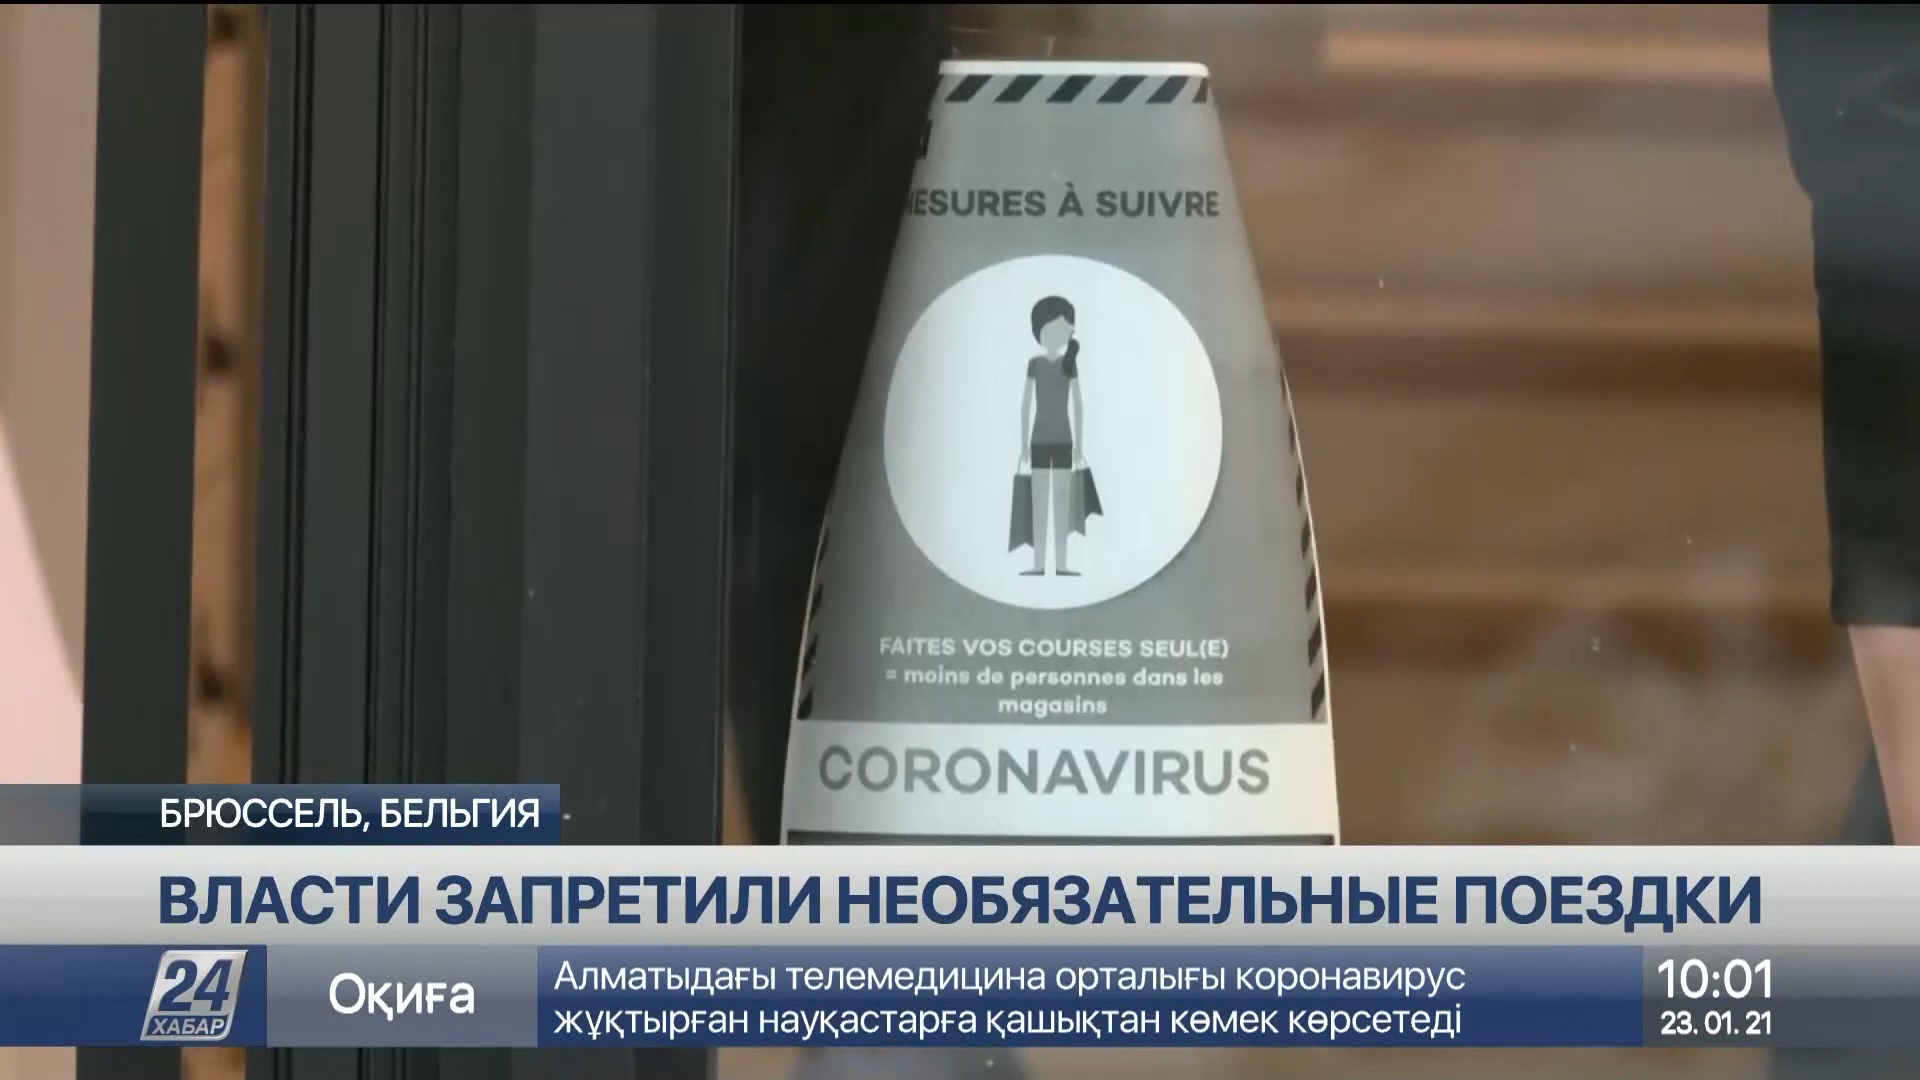 MESURES À SUIVRE
FAITES VOS COURSES SEUL(E)
= moins de personnes dans les
magasins
CORONAVIRUS
БРЮССЕЛЬ, БЕЛЬГИЯ
ВЛАСТИ ЗАПРЕТИЛИ НЕОБЯЗАТЕЛЬНЫЕ ПОЕЗДКИ
24
ХАБАР
Оқиға
Алматыдағы телемедицина орталығы коронавирус
жұқтырған науқастарға қашықтан көмек көрсетеді
10:01
23. 01. 21